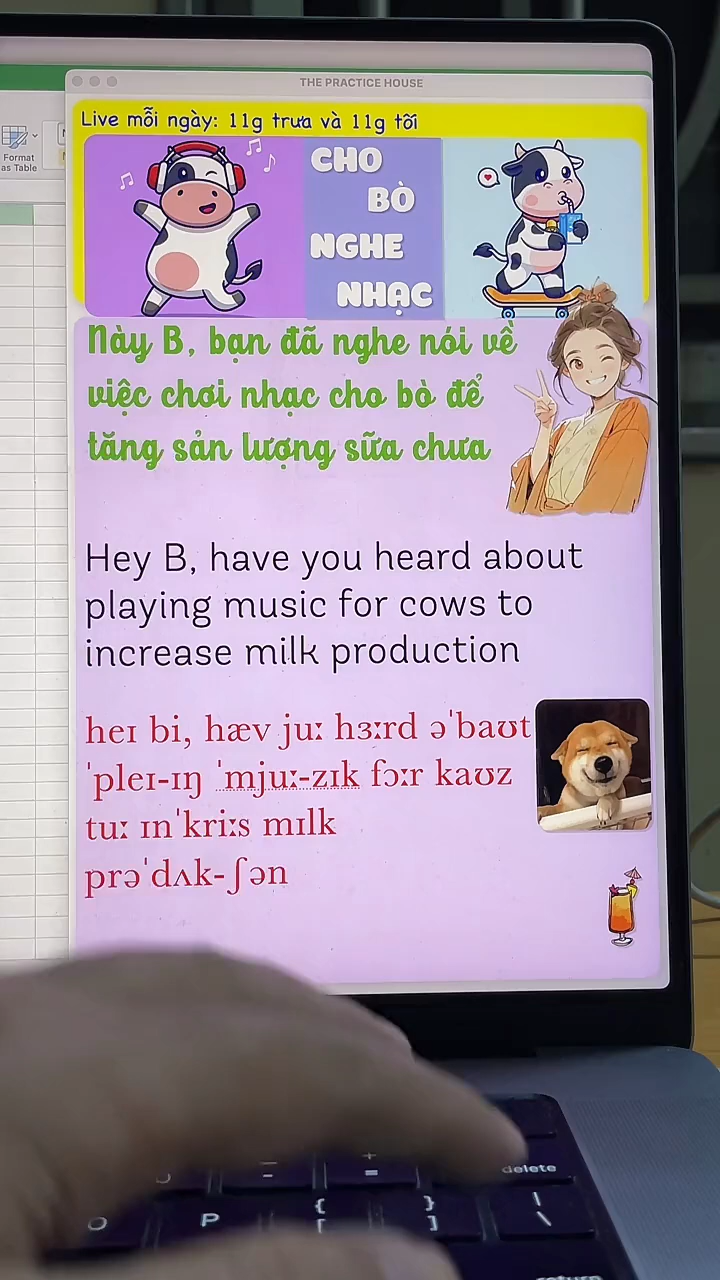 THE PRACTICE HOUSE
Live mỗi ngày: 11g trưa và 11g tối
Format
as Table
CHO
BÒ
NGHE
NHẠC
Này B, bạn đã nghe nói về
việc chơi nhạc cho bò để
tăng sản lượng sữa chưa
Hey B, have you heard about
playing music for cows to
increase milk production
heɪ bi, hæv juː hɜːrd əˈbaʊt
ˈpleɪ-ɪŋ ˈmjuː-zɪk fɔːr kaʊz
tuː ɪnˈkriːs mɪlk
prəˈdʌk-ʃən
delete
+
=
-
{
[
}
]
|
\
O
P
return